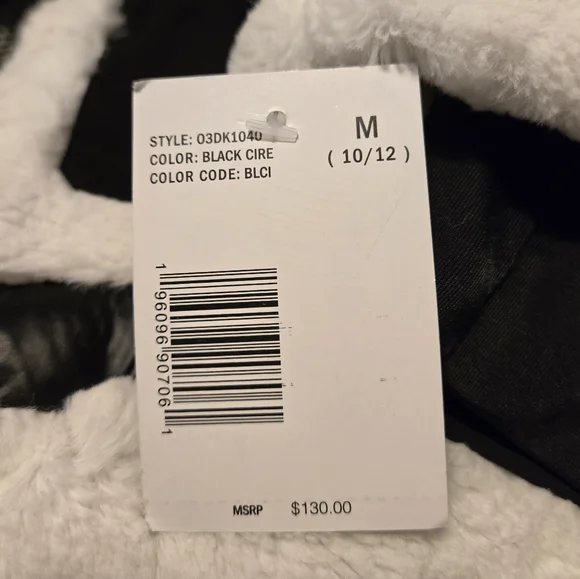 STYLE: 03DK1040
COLOR: BLACK CIRE
COLOR CODE: BLCI
M
( 10/12 )
1 96096 90706 1
MSRP $130.00